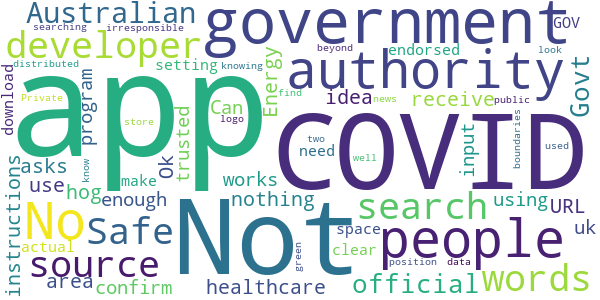 searching irresponsible beyond knowing GOV
Australian government endorsed look
developer authority Govt
distributed setting Energy
download program trusted Can idea receive find news public
Private store logo app COVID
asks Ok make input boundaries
instructions use hog enough works nothing need two well used
know No Safe Not search using URL
source people space uk
actual area confirm green clear position data words
healthcare official